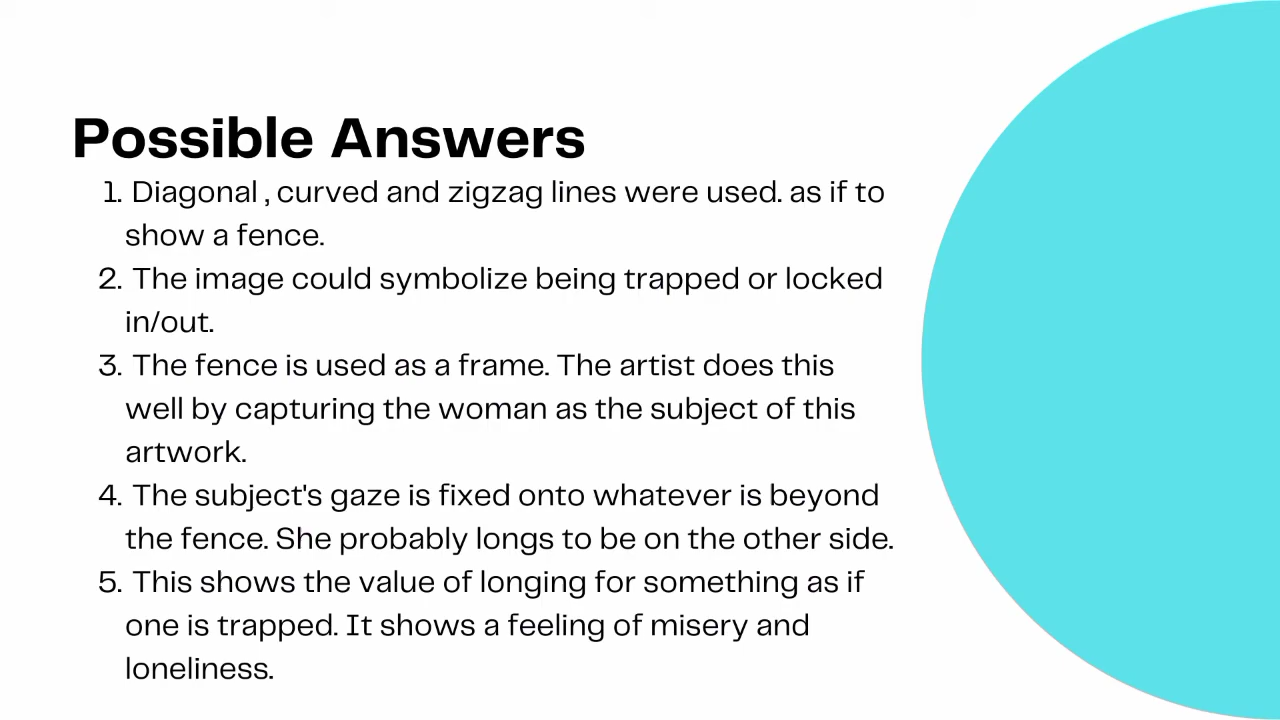 Possible Answers
1. Diagonal , curved and zigzag lines were used. as if to
show a fence.
2. The image could symbolize being trapped or locked
in/out.
3. The fence is used as a frame. The artist does this
well by capturing the woman as the subject of this
artwork.
4. The subject's gaze is fixed onto whatever is beyond
the fence. She probably longs to be on the other side.
5. This shows the value of longing for something as if
one is trapped. It shows a feeling of misery and
loneliness.